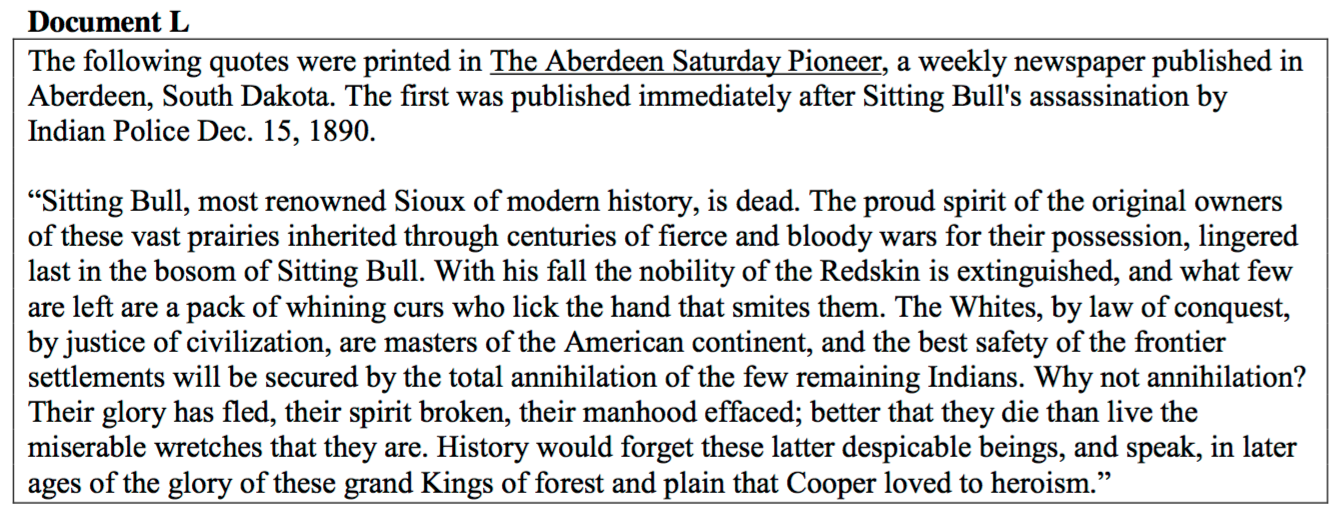 Document L
The following quotes were printed in The Aberdeen Saturday Pioneer, a weekly newspaper published in
Aberdeen, South Dakota. The first was published immediately after Sitting Bull's assassination by
Indian Police Dec. 15, 1890.
“Sitting Bull, most renowned Sioux of modern history, is dead. The proud spirit of the original owners
of these vast prairies inherited through centuries of fierce and bloody wars for their possession, lingered
last in the bosom of Sitting Bull. With his fall the nobility of the Redskin is extinguished, and what few
are left are a pack of whining curs who lick the hand that smites them. The Whites, by law of conquest,
by justice of civilization, are masters of the American continent, and the best safety of the frontier
settlements will be secured by the total annihilation of the few remaining Indians. Why not annihilation?
Their glory has fled, their spirit broken, their manhood effaced; better that they die than live the
miserable wretches that they are. History would forget these latter despicable beings, and speak, in later
ages of the glory of these grand Kings of forest and plain that Cooper loved to heroism.”